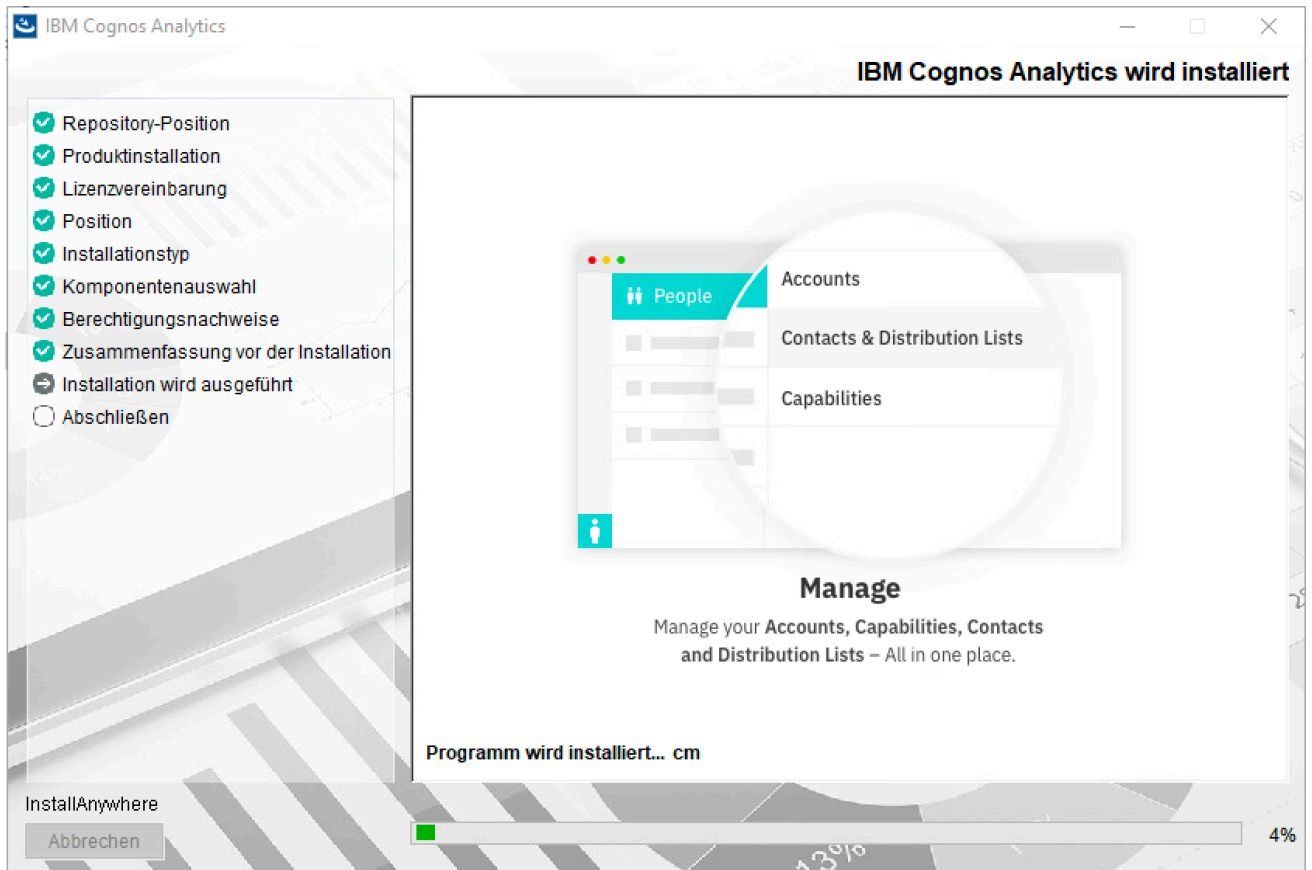 IBM Cognos Analytics
IBM Cognos Analytics wird installiert
Repository-Position
Produktinstallation
Lizenzvereinbarung
Position
Installationstyp
Komponentenauswahl
Berechtigungsnachweise
Zusammenfassung vor der Installation
Installation wird ausgeführt
Abschließen
People
Accounts
Contacts & Distribution Lists
Capabilities
Manage
Manage your Accounts, Capabilities, Contacts
and Distribution Lists – All in one place.
Programm wird installiert... cm
InstallAnywhere
Abbrechen
4%
13%